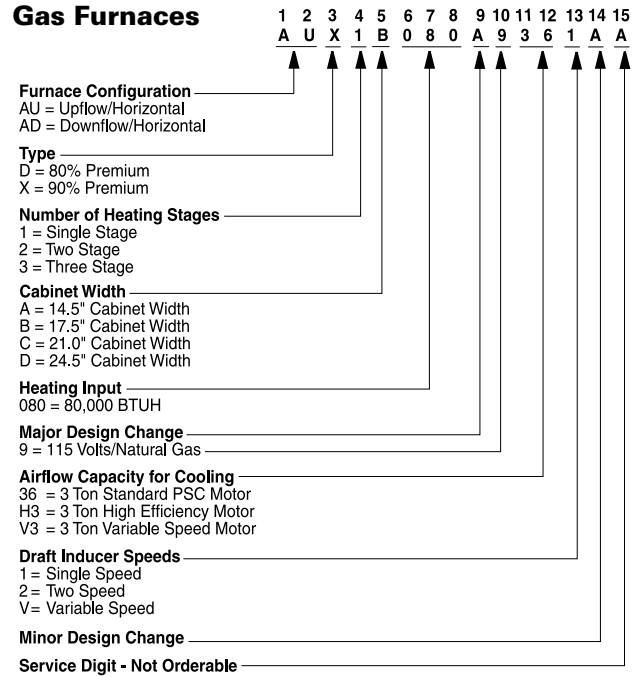 Gas Furnaces
1 2 3 4 5 6 7 8 9 10 11 12 13 14 15
A U X 1 B 0 8 0 A 9 3 6 1 A A
Furnace Configuration
AU = Upflow/Horizontal
AD = Downflow/Horizontal
Type
D = 80% Premium
X = 90% Premium
Number of Heating Stages
1 = Single Stage
2 = Two Stage
3 = Three Stage
Cabinet Width
A = 14.5" Cabinet Width
B = 17.5" Cabinet Width
C = 21.0" Cabinet Width
D = 24.5" Cabinet Width
Heating Input
080 = 80,000 BTUH
Major Design Change
9 = 115 Volts/Natural Gas
Airflow Capacity for Cooling
36 = 3 Ton Standard PSC Motor
H3 = 3 Ton High Efficiency Motor
V3 = 3 Ton Variable Speed Motor
Draft Inducer Speeds
1 = Single Speed
2 = Two Speed
V = Variable Speed
Minor Design Change
Service Digit - Not Orderable